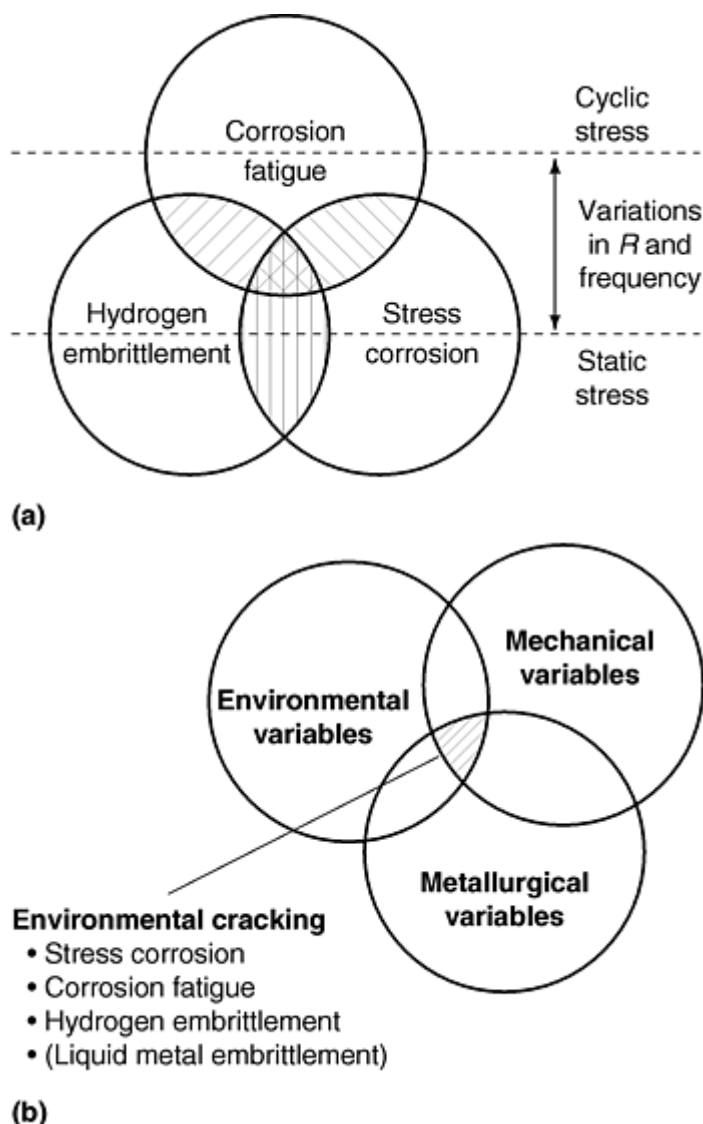 Corrosion
fatigue
Cyclic
stress
Variations
in R and
frequency
Hydrogen
embrittlement
Stress
corrosion
Static
stress
(a)
Environmental
variables
Mechanical
variables
Metallurgical
variables
Environmental cracking
• Stress corrosion
• Corrosion fatigue
• Hydrogen embrittlement
• (Liquid metal embrittlement)
(b)